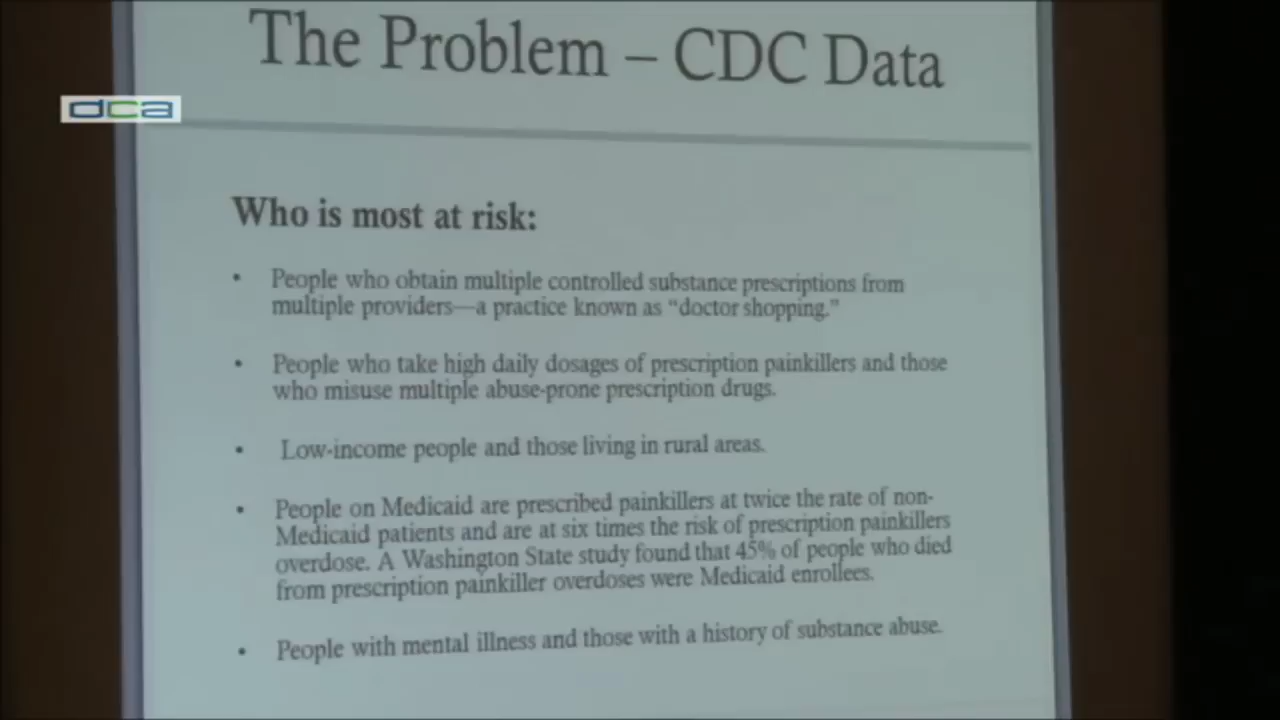 The Problem – CDC Data
dca
Who is most at risk:
• People who obtain multiple controlled substance prescriptions from
multiple providers—a practice known as “doctor shopping.”
• People who take high daily dosages of prescription painkillers and those
who misuse multiple abuse-prone prescription drugs.
• Low-income people and those living in rural areas.
• People on Medicaid are prescribed painkillers at twice the rate of non-
Medicaid patients and are at six times the risk of prescription painkillers
overdose. A Washington State study found that 45% of people who died
from prescription painkiller overdoses were Medicaid enrollees.
• People with mental illness and those with a history of substance abuse.